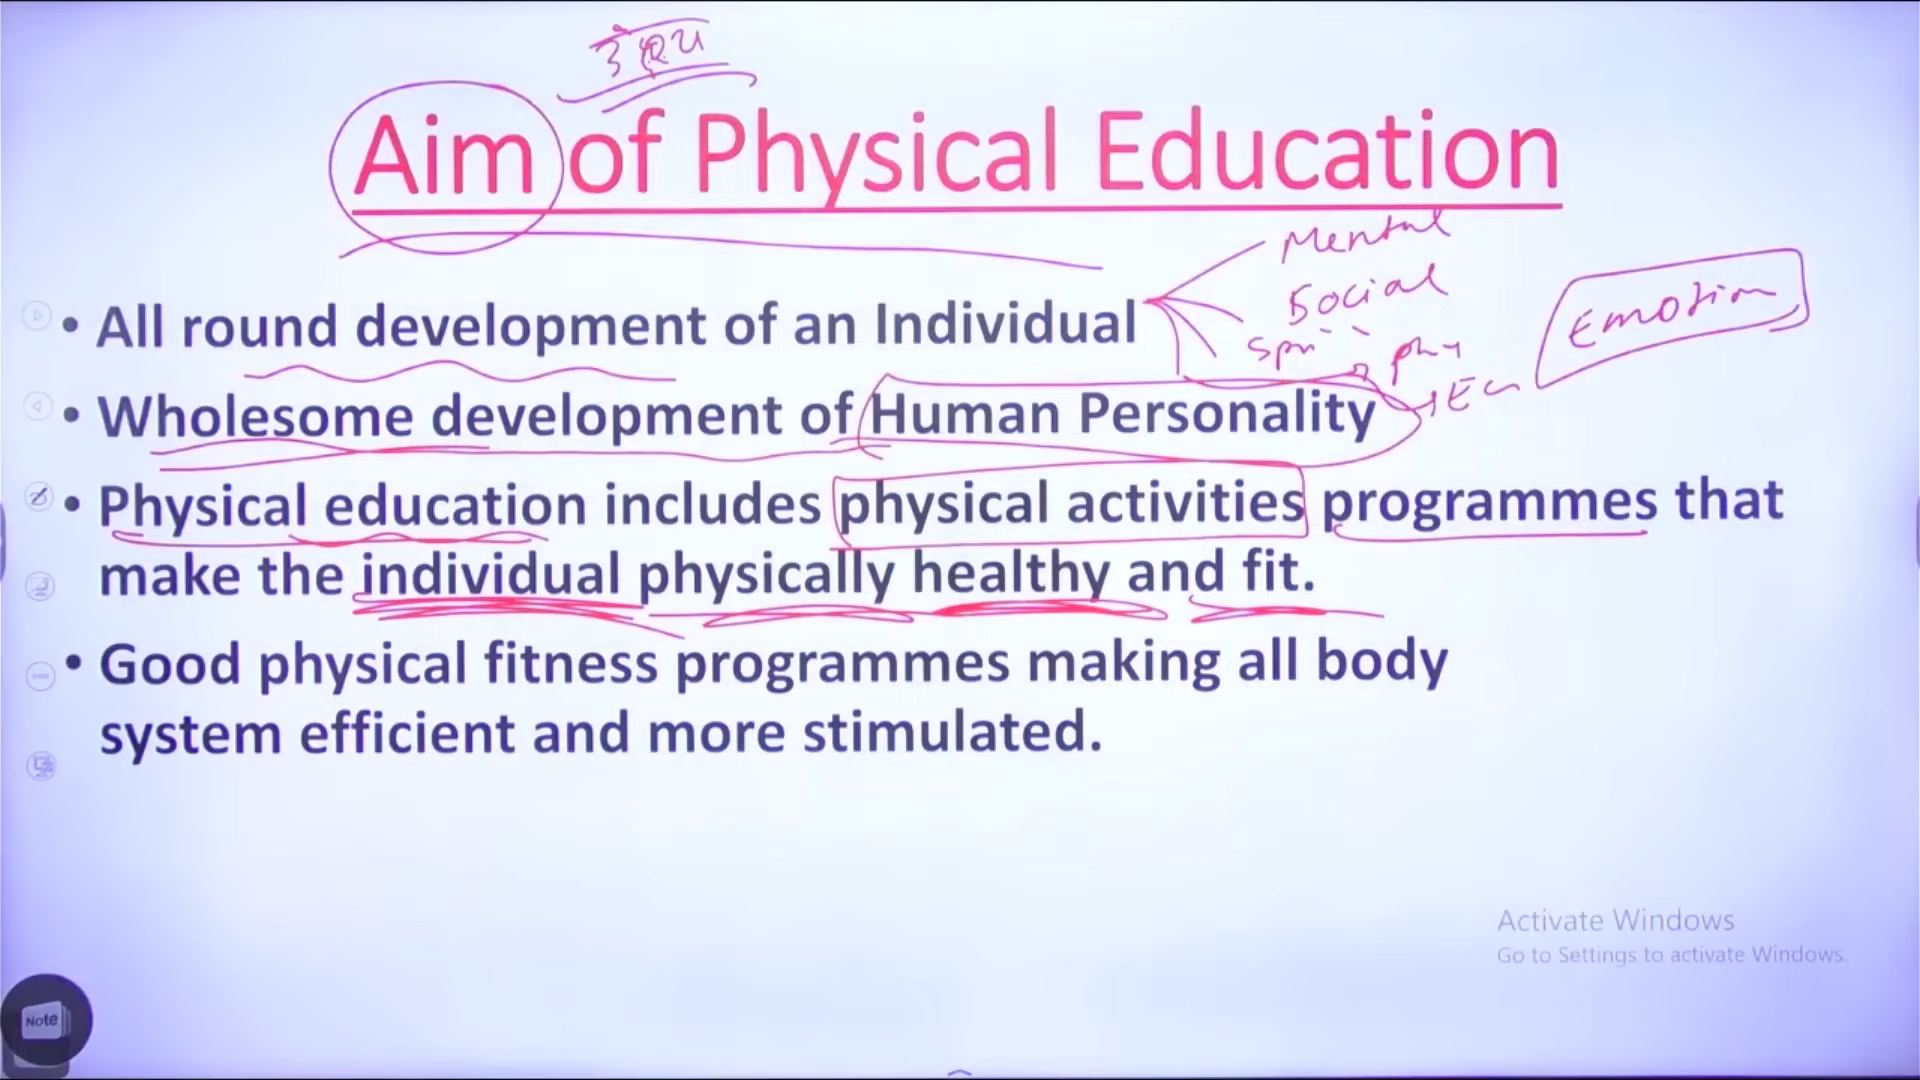 Aim of Physical Education
Mental
• All round development of an Individual
Social
Emotion
phy
• Wholesome development of Human Personality
• Physical education includes physical activities programmes that
make the individual physically healthy and fit.
• Good physical fitness programmes making all body
system efficient and more stimulated.
Activate Windows
Go to Settings to activate Windows.
Note